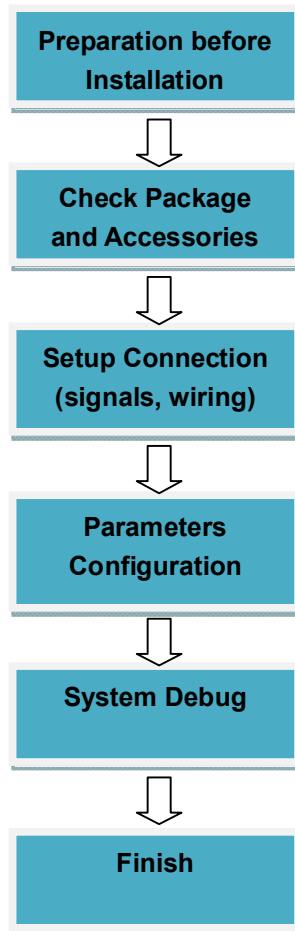 Preparation before
Installation
Check Package
and Accessories
Setup Connection
(signals, wiring)
Parameters
Configuration
System Debug
Finish